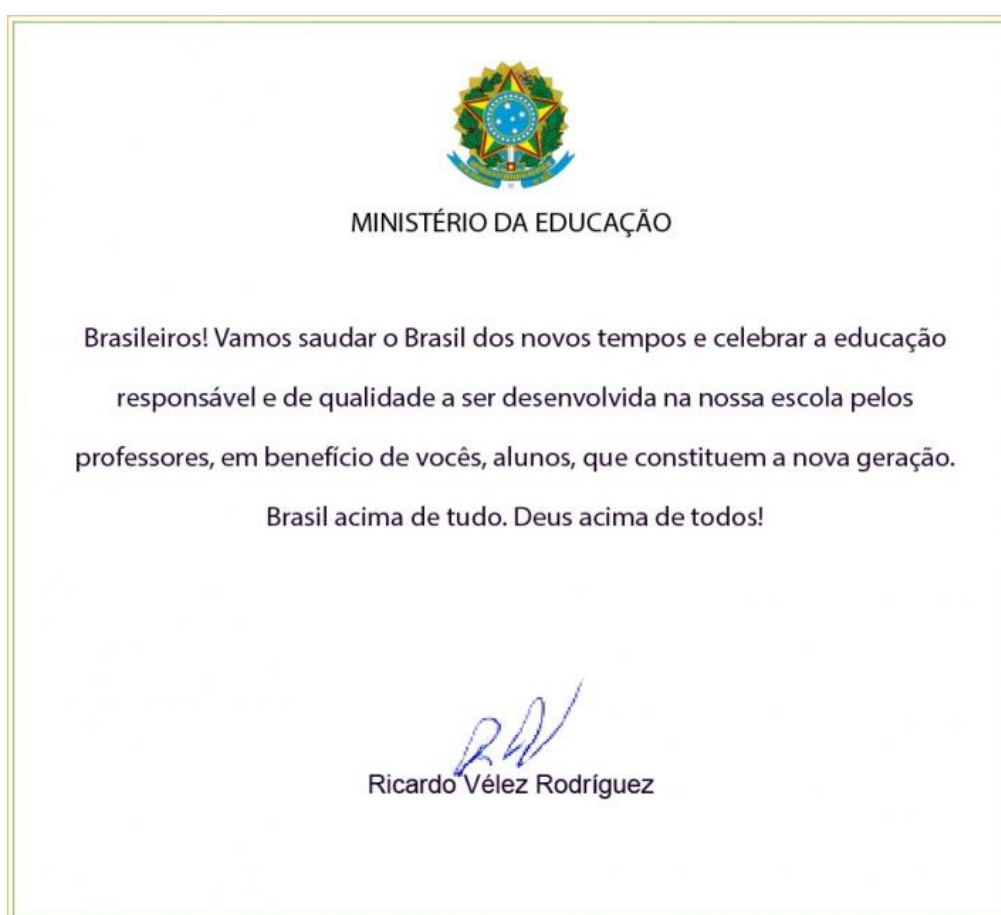 MINISTÉRIO DA EDUCAÇÃO
Brasileiros! Vamos saudar o Brasil dos novos tempos e celebrar a educação
responsável e de qualidade a ser desenvolvida na nossa escola pelos
professores, em benefício de vocês, alunos, que constituem a nova geração.
Brasil acima de tudo. Deus acima de todos!
Ricardo Vélez Rodríguez